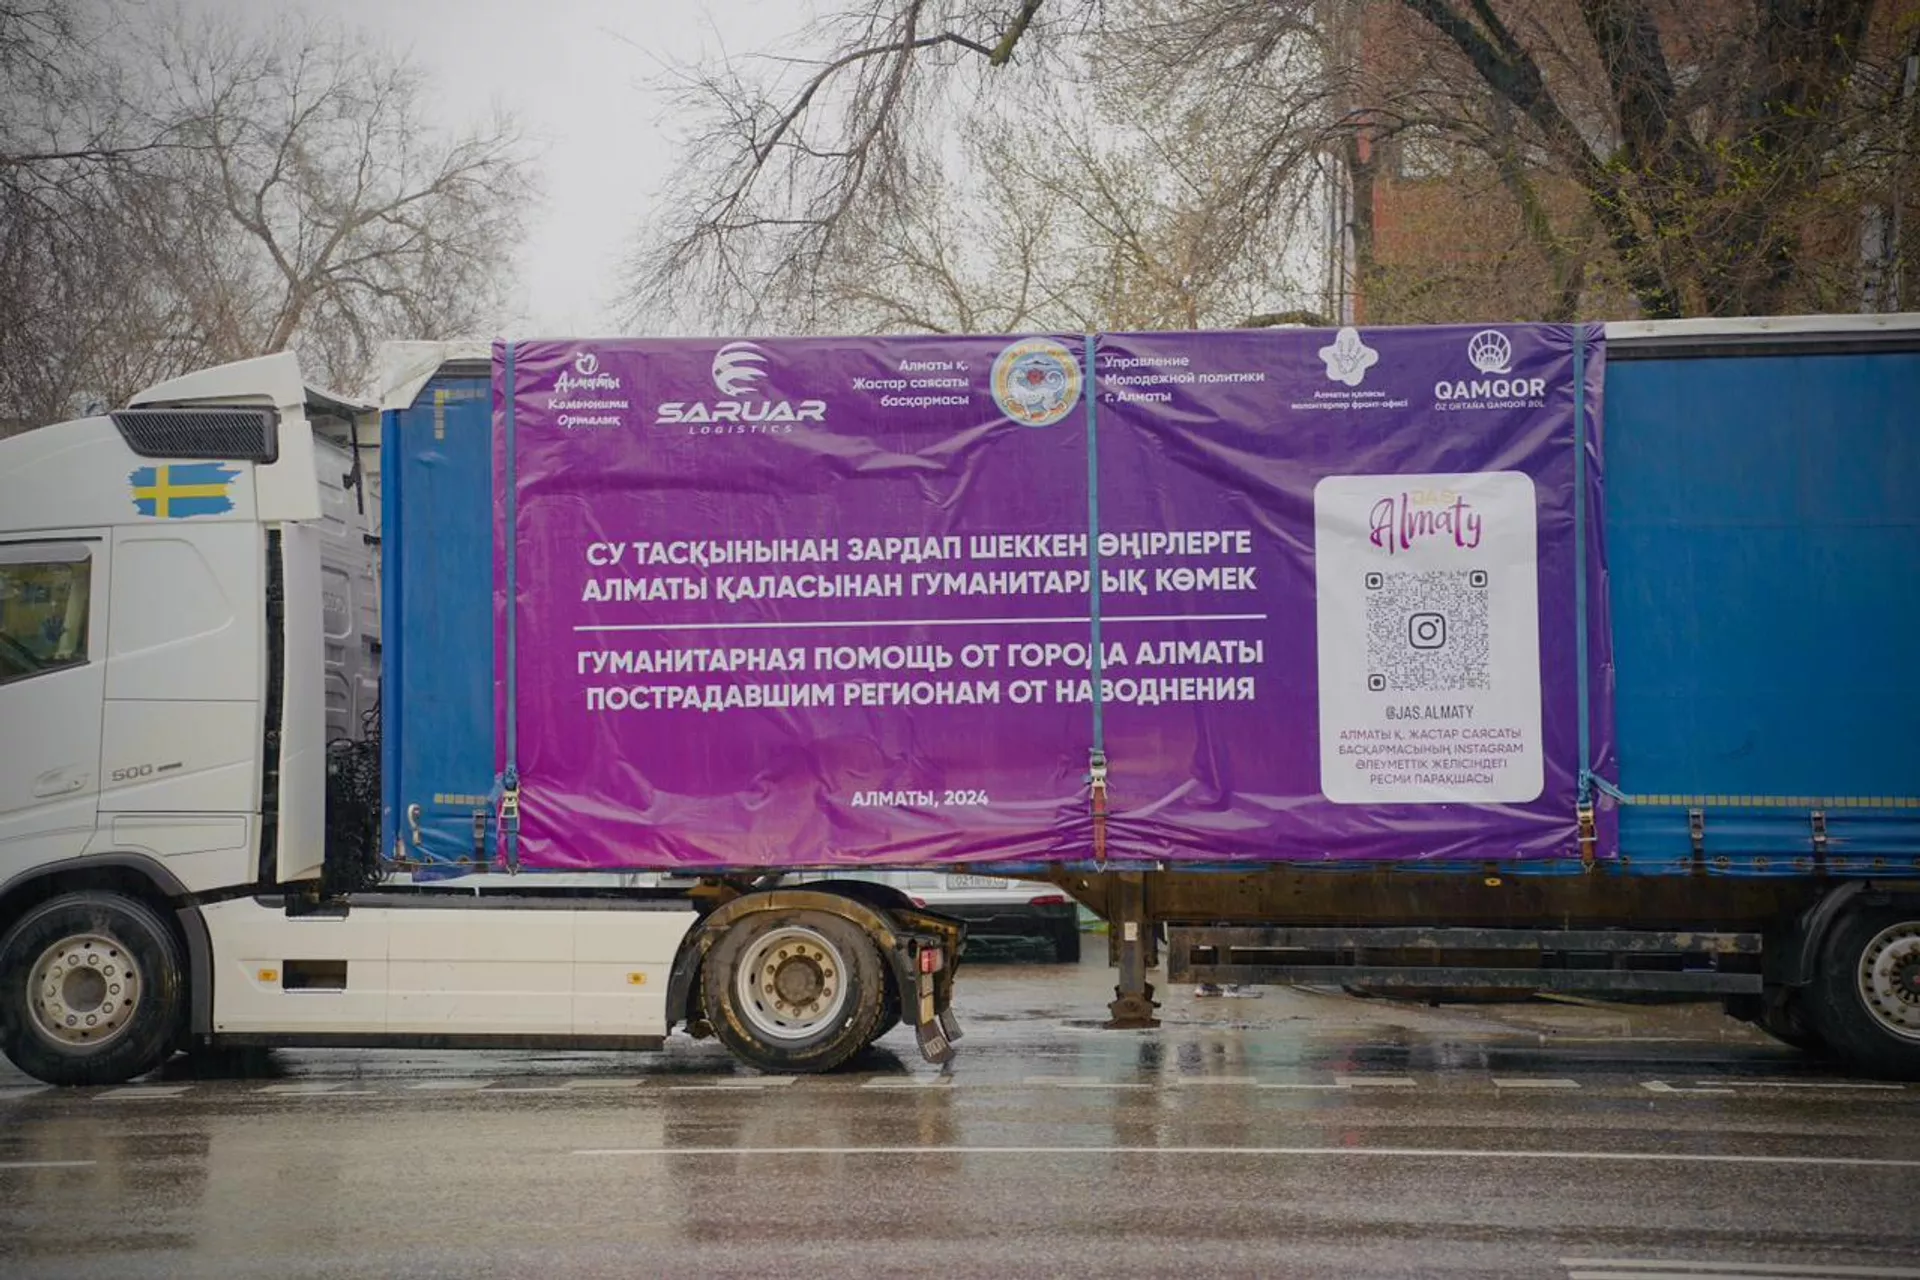 Алматы
Комьюнити
Орталық
SARUAR
LOGISTICS
Алматы қ.
Жастар саясаты
басқармасы
Управление
Молодежной политики
г. Алматы
Алматы қаласы
волонтерлер фронт-офисі
QAMQOR
ÓZ ORTAŃA QAMQOR BOL
СУ ТАСҚЫНЫНАН ЗАРДАП ШЕККЕН ӨҢІРЛЕРГЕ
АЛМАТЫ ҚАЛАСЫНАН ГУМАНИТАРЛЫҚ КӨМЕК
ГУМАНИТАРНАЯ ПОМОЩЬ ОТ ГОРОДА АЛМАТЫ
ПОСТРАДАВШИМ РЕГИОНАМ ОТ НАВОДНЕНИЯ
АЛМАТЫ, 2024
JAS
Almaty
@JAS.ALMATY
АЛМАТЫ Қ. ЖАСТАР САЯСАТЫ
БАСҚАРМАСЫНЫҢ INSTAGRAM
ӘЛЕУМЕТТІК ЖЕЛІСІНДЕГІ
РЕСМИ ПАРАҚШАСЫ
500